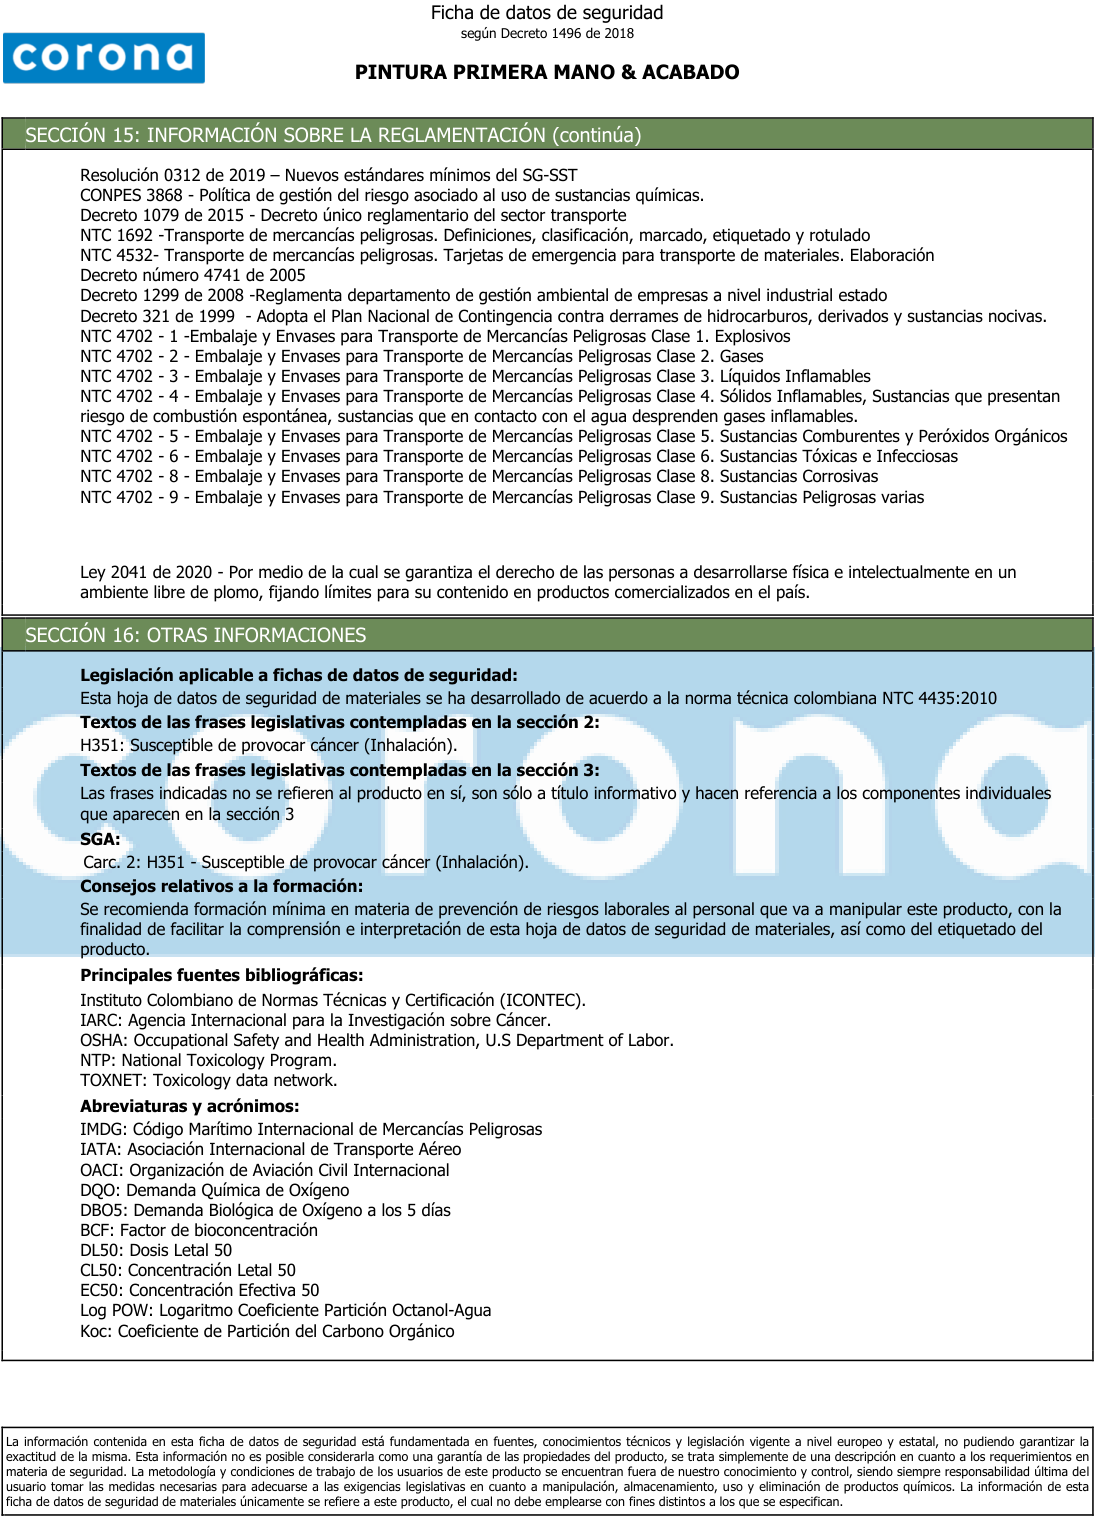 Ficha de datos de seguridad
según Decreto 1496 de 2018
corona
PINTURA PRIMERA MANO & ACABADO
SECCIÓN 15: INFORMACIÓN SOBRE LA REGLAMENTACIÓN (continúa)
Resolución 0312 de 2019 – Nuevos estándares mínimos del SG-SST
CONPES 3868 - Política de gestión del riesgo asociado al uso de sustancias químicas.
Decreto 1079 de 2015 - Decreto único reglamentario del sector transporte
NTC 1692 -Transporte de mercancías peligrosas. Definiciones, clasificación, marcado, etiquetado y rotulado
NTC 4532- Transporte de mercancías peligrosas. Tarjetas de emergencia para transporte de materiales. Elaboración
Decreto número 4741 de 2005
Decreto 1299 de 2008 -Reglamenta departamento de gestión ambiental de empresas a nivel industrial estado
Decreto 321 de 1999  - Adopta el Plan Nacional de Contingencia contra derrames de hidrocarburos, derivados y sustancias nocivas.
NTC 4702 - 1 -Embalaje y Envases para Transporte de Mercancías Peligrosas Clase 1. Explosivos
NTC 4702 - 2 - Embalaje y Envases para Transporte de Mercancías Peligrosas Clase 2. Gases
NTC 4702 - 3 - Embalaje y Envases para Transporte de Mercancías Peligrosas Clase 3. Líquidos Inflamables
NTC 4702 - 4 - Embalaje y Envases para Transporte de Mercancías Peligrosas Clase 4. Sólidos Inflamables, Sustancias que presentan
riesgo de combustión espontánea, sustancias que en contacto con el agua desprenden gases inflamables.
NTC 4702 - 5 - Embalaje y Envases para Transporte de Mercancías Peligrosas Clase 5. Sustancias Comburentes y Peróxidos Orgánicos
NTC 4702 - 6 - Embalaje y Envases para Transporte de Mercancías Peligrosas Clase 6. Sustancias Tóxicas e Infecciosas
NTC 4702 - 8 - Embalaje y Envases para Transporte de Mercancías Peligrosas Clase 8. Sustancias Corrosivas
NTC 4702 - 9 - Embalaje y Envases para Transporte de Mercancías Peligrosas Clase 9. Sustancias Peligrosas varias
Ley 2041 de 2020 - Por medio de la cual se garantiza el derecho de las personas a desarrollarse física e intelectualmente en un
ambiente libre de plomo, fijando límites para su contenido en productos comercializados en el país.
SECCIÓN 16: OTRAS INFORMACIONES
corona
Legislación aplicable a fichas de datos de seguridad:
Esta hoja de datos de seguridad de materiales se ha desarrollado de acuerdo a la norma técnica colombiana NTC 4435:2010
Textos de las frases legislativas contempladas en la sección 2:
H351: Susceptible de provocar cáncer (Inhalación).
Textos de las frases legislativas contempladas en la sección 3:
Las frases indicadas no se refieren al producto en sí, son sólo a título informativo y hacen referencia a los componentes individuales
que aparecen en la sección 3
SGA:
Carc. 2: H351 - Susceptible de provocar cáncer (Inhalación).
Consejos relativos a la formación:
Se recomienda formación mínima en materia de prevención de riesgos laborales al personal que va a manipular este producto, con la
finalidad de facilitar la comprensión e interpretación de esta hoja de datos de seguridad de materiales, así como del etiquetado del
producto.
Principales fuentes bibliográficas:
Instituto Colombiano de Normas Técnicas y Certificación (ICONTEC).
IARC: Agencia Internacional para la Investigación sobre Cáncer.
OSHA: Occupational Safety and Health Administration, U.S Department of Labor.
NTP: National Toxicology Program.
TOXNET: Toxicology data network.
Abreviaturas y acrónimos:
IMDG: Código Marítimo Internacional de Mercancías Peligrosas
IATA: Asociación Internacional de Transporte Aéreo
OACI: Organización de Aviación Civil Internacional
DQO: Demanda Química de Oxígeno
DBO5: Demanda Biológica de Oxígeno a los 5 días
BCF: Factor de bioconcentración
DL50: Dosis Letal 50
CL50: Concentración Letal 50
EC50: Concentración Efectiva 50
Log POW: Logaritmo Coeficiente Partición Octanol-Agua
Koc: Coeficiente de Partición del Carbono Orgánico
La información contenida en esta ficha de datos de seguridad está fundamentada en fuentes, conocimientos técnicos y legislación vigente a nivel europeo y estatal, no pudiendo garantizar la
exactitud de la misma. Esta información no es posible considerarla como una garantía de las propiedades del producto, se trata simplemente de una descripción en cuanto a los requerimientos en
materia de seguridad. La metodología y condiciones de trabajo de los usuarios de este producto se encuentran fuera de nuestro conocimiento y control, siendo siempre responsabilidad última del
usuario tomar las medidas necesarias para adecuarse a las exigencias legislativas en cuanto a manipulación, almacenamiento, uso y eliminación de productos químicos. La información de esta
ficha de datos de seguridad de materiales únicamente se refiere a este producto, el cual no debe emplearse con fines distintos a los que se especifican.